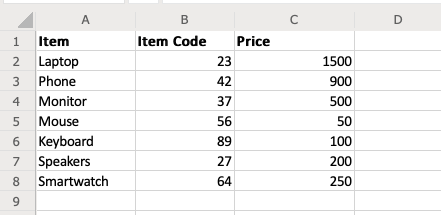 A B C D
1 Item Item Code Price
2 Laptop 23 1500
3 Phone 42 900
4 Monitor 37 500
5 Mouse 56 50
6 Keyboard 89 100
7 Speakers 27 200
8 Smartwatch 64 250
9